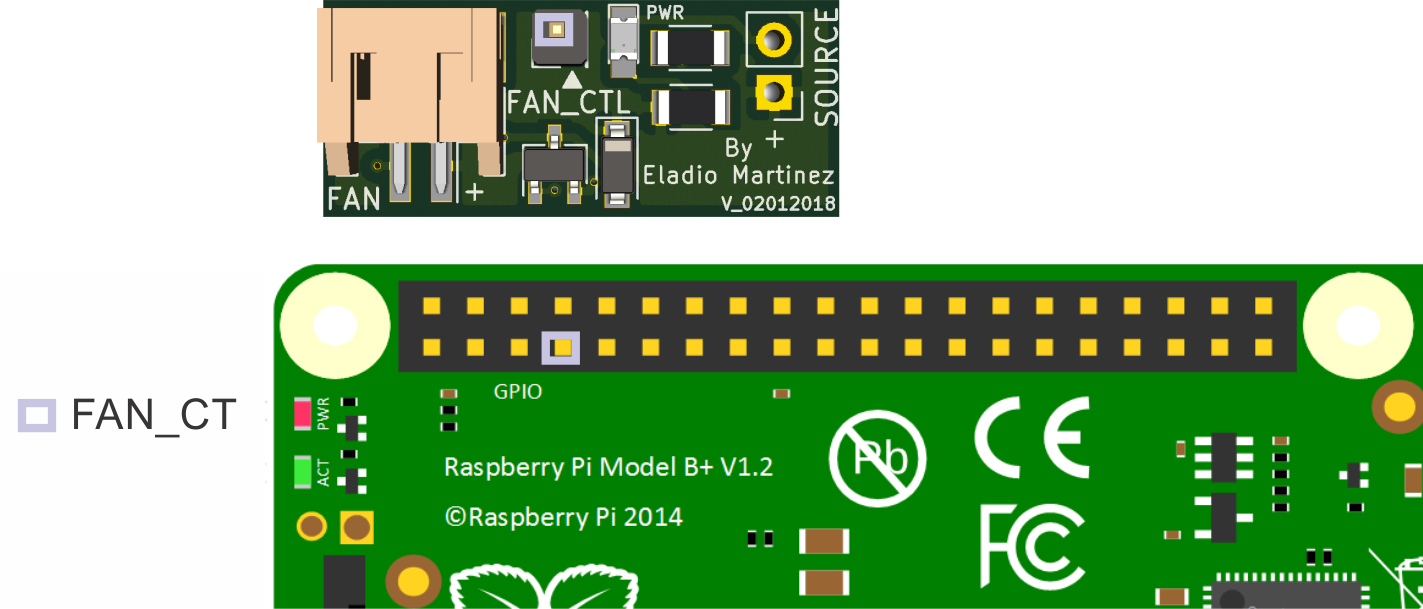 PWR
SOURCE
FAN_CTL
+
By
Eladio Martinez
FAN
+
V_02012018
GPIO
FAN_CT
PWR
ACT
Pb
CE
Raspberry Pi Model B+ V1.2
©Raspberry Pi 2014
FC